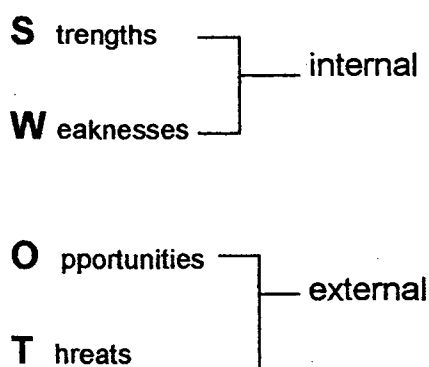 S trengths
internal
W eaknesses
O pportunities
external
T hreats